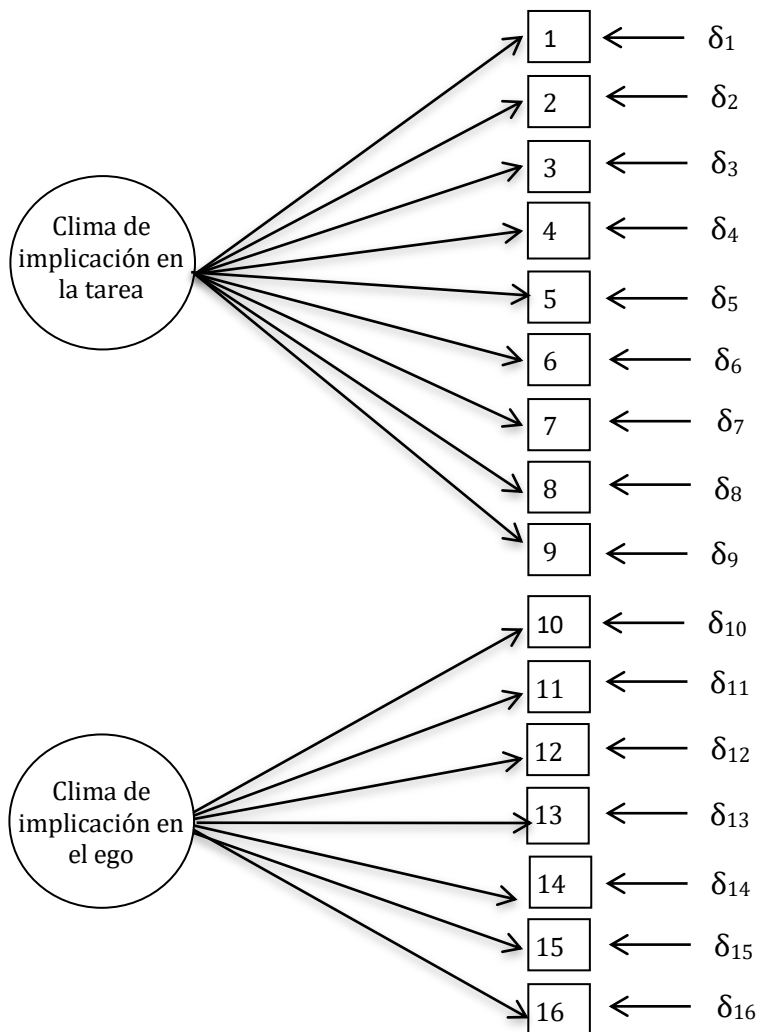 1 δ1
2 δ2
3 δ3
Clima de
implicación en
la tarea
4 δ4
5 δ5
6 δ6
7 δ7
8 δ8
9 δ9
10 δ10
11 δ11
12 δ12
Clima de
implicación en
el ego
13 δ13
14 δ14
15 δ15
16 δ16